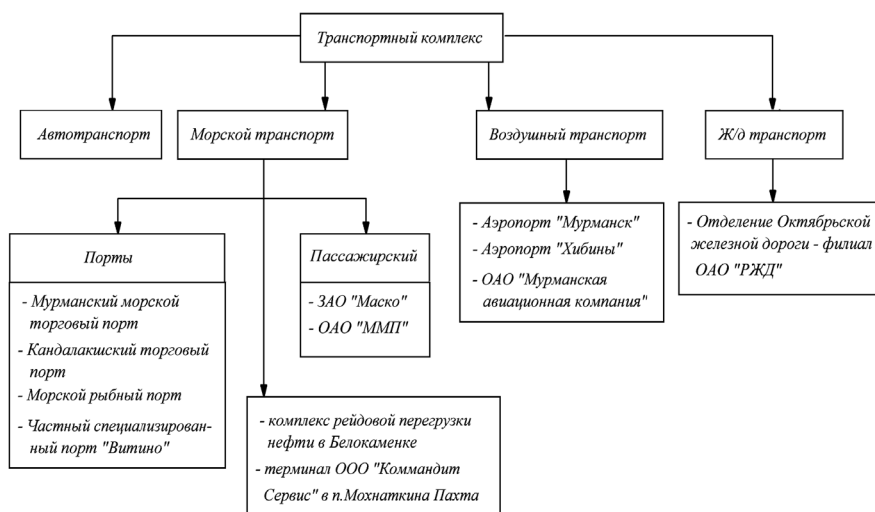 Транспортный комплекс
Автотранспорт
Морской транспорт
Воздушный транспорт
Ж/д транспорт
Порты
- Мурманский морской
торговый порт
- Кандалакшский торговый
порт
- Морской рыбный порт
- Частный специализирован-
ный порт "Витино"
Пассажирский
- ЗАО "Маско"
- ОАО "ММП"
- комплекс рейдовой перегрузки
нефти в Белокаменке
- терминал ООО "Коммандит
Сервис" в п.Мохнаткина Пахта
- Аэропорт "Мурманск"
- Аэропорт "Хибины"
- ОАО "Мурманская
авиационная компания"
- Отделение Октябрьской
железной дороги - филиал
ОАО "РЖД"